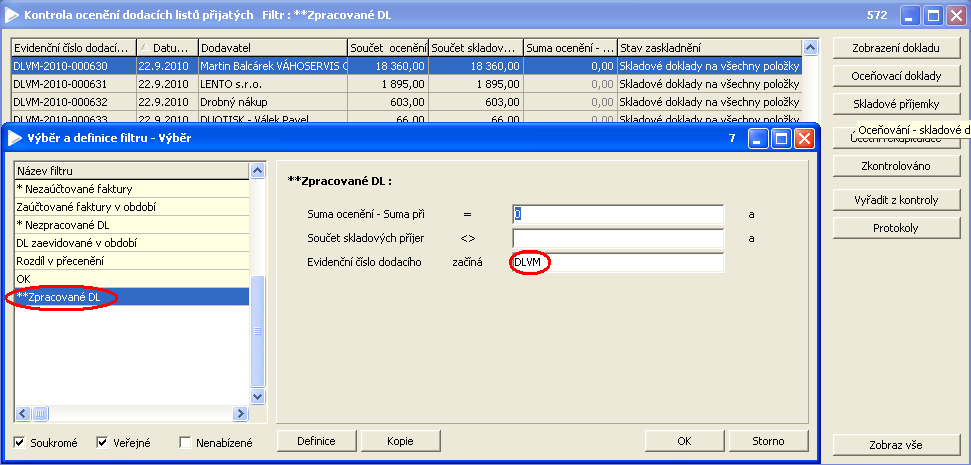 Kontrola ocenění dodacích listů přijatých Filtr : **Zpracované DL 572
Evidenční číslo dodací... Datu... Dodavatel Součet ocenění Součet skladov... Suma ocenění - ... Stav zaskladnění
DLVM-2010-000630 22.9.2010 Martin Balcárek VÁHOSERVIS 18 360,00 18 360,00 0,00 Skladové doklady na všechny položky
DLVM-2010-000631 22.9.2010 LENTO s.r.o. 1 895,00 1 895,00 0,00 Skladové doklady na všechny položky
DLVM-2010-000632 22.9.2010 Drobný nákup 603,00 603,00 0,00 Skladové doklady na všechny položky
DLVM-2010-000633 22.9.2010 DUOTISK - Válek Pavel 66,00 66,00 0,00 Skladové doklady na všechny položky
Zobrazení dokladu
Oceňovací doklady
Skladové příjemky
Oceňování - skladové d
Zkontrolováno
Vyřadit z kontroly
Protokoly
Zobraz vše
Výběr a definice filtru - Výběr 7
Název filtru
* Nezaúčtované faktury
Zaúčtované faktury v období
* Nezpracované DL
DL zaevidované v období
Rozdíl v přecenění
OK
**Zpracované DL
**Zpracované DL :
Suma ocenění - Suma při = 0 a
Součet skladových příjer <> a
Evidenční číslo dodacího začíná DLVM
Soukromé Veřejné Nenabízené
Definice Kopie OK Storno